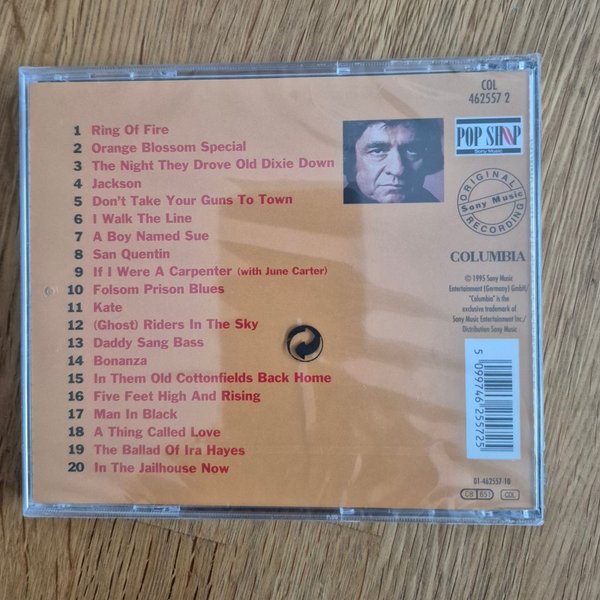 COL
462557 2
POP SHOP
Sony Music
ORIGINAL
Sony Music
RECORDING
COLUMBIA
© 1995 Sony Music
Entertainment (Germany) GmbH/
"Columbia" is the
exclusive trademark of
Sony Music Entertainment Inc./
Distribution Sony Music
1 Ring Of Fire
2 Orange Blossom Special
3 The Night They Drove Old Dixie Down
4 Jackson
5 Don't Take Your Guns To Town
6 I Walk The Line
7 A Boy Named Sue
8 San Quentin
9 If I Were A Carpenter (with June Carter)
10 Folsom Prison Blues
11 Kate
12 (Ghost) Riders In The Sky
13 Daddy Sang Bass
14 Bonanza
15 In Them Old Cottonfields Back Home
16 Five Feet High And Rising
17 Man In Black
18 A Thing Called Love
19 The Ballad Of Ira Hayes
20 In The Jailhouse Now
5 099746 255725
01-462557-10
CB 651 CDL